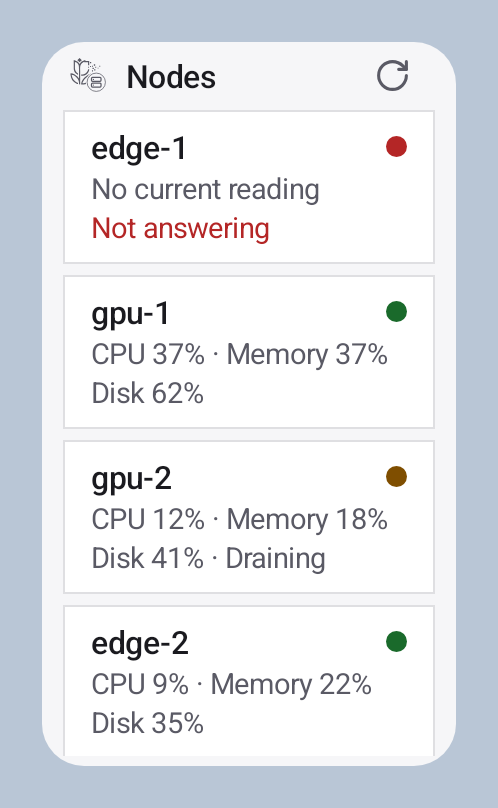 Nodes
edge-1
No current reading
Not answering
gpu-1
CPU 37% · Memory 37%
Disk 62%
gpu-2
CPU 12% · Memory 18%
Disk 41% · Draining
edge-2
CPU 9% · Memory 22%
Disk 35%